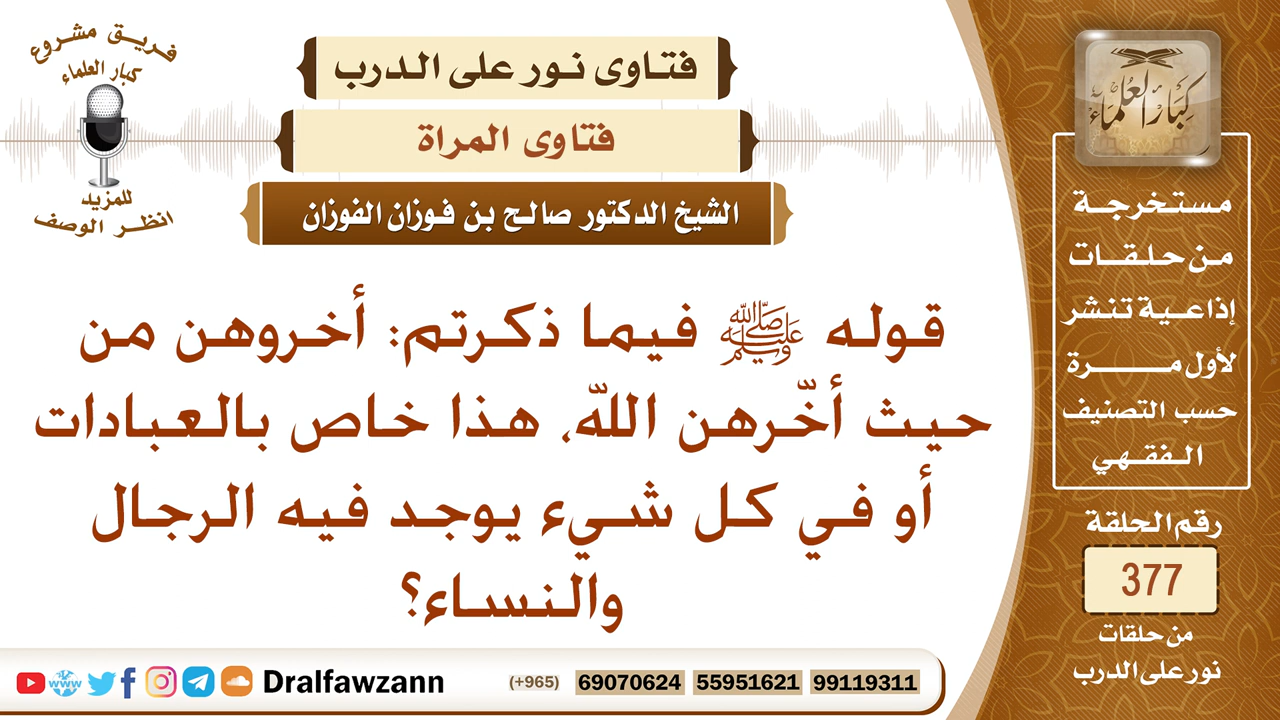 فريق مشروع
كبار العلماء
للمزيد
انظر الوصف
فتاوى نور على الدرب
فتاوى المراة
الشيخ الدكتور صالح بن فوزان الفوزان
قوله ﷺ فيما ذكرتم: أخروهن من
حيث أخّرهن الله، هذا خاص بالعبادات
أو في كل شيء يوجد فيه الرجال
والنساء؟
كبار العلماء
مستخرجة
من حلقات
إذاعية تنشر
لأول مرة
حسب التصنيف
الفقهي
رقم الحلقة
377
من حلقات
نور على الدرب
www Dralfawzann (+965) 69070624 55951621 99119311